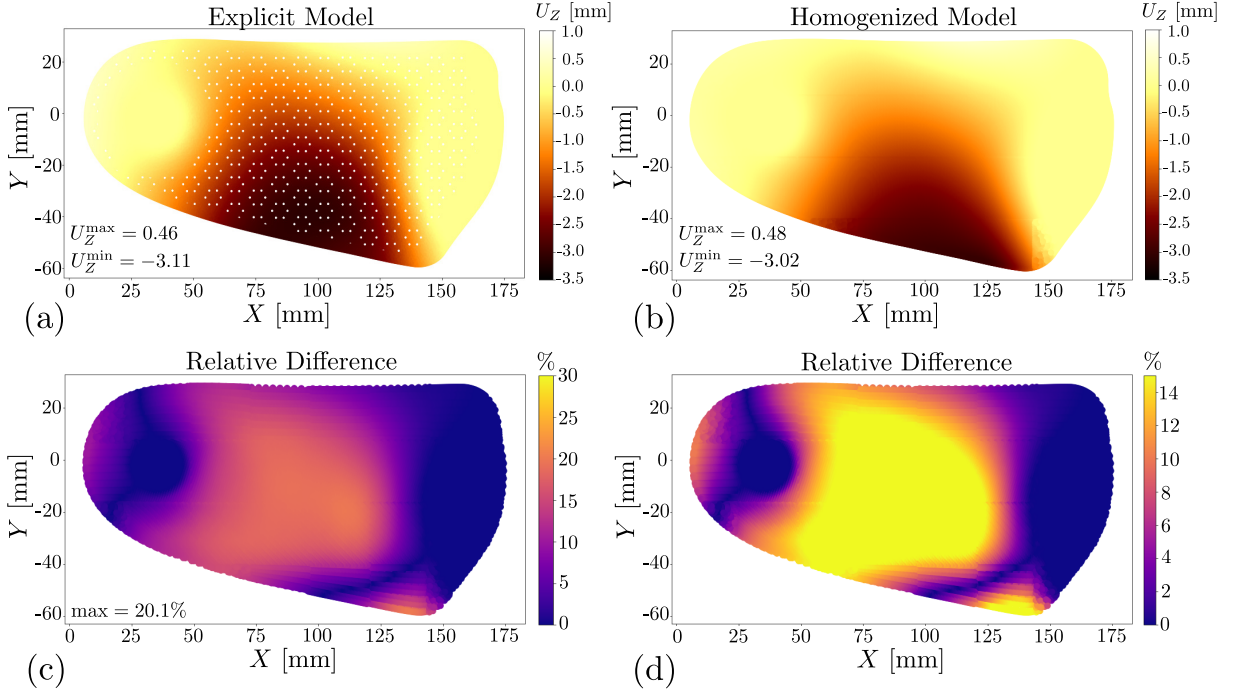 Explicit Model
U_Z [mm]
1.0
0.5
0.0
-0.5
-1.0
-1.5
-2.0
-2.5
-3.0
-3.5
Y [mm]
20
0
-20
-40
-60
U_Z^max = 0.46
U_Z^min = −3.11
0 25 50 75 100 125 150 175
X [mm]
(a)
Homogenized Model
U_Z [mm]
1.0
0.5
0.0
-0.5
-1.0
-1.5
-2.0
-2.5
-3.0
-3.5
Y [mm]
20
0
-20
-40
-60
U_Z^max = 0.48
U_Z^min = −3.02
0 25 50 75 100 125 150 175
X [mm]
(b)
Relative Difference
%
30
25
20
15
10
5
0
Y [mm]
20
0
-20
-40
-60
max = 20.1%
0 25 50 75 100 125 150 175
X [mm]
(c)
Relative Difference
%
14
12
10
8
6
4
2
0
Y [mm]
20
0
-20
-40
-60
0 25 50 75 100 125 150 175
X [mm]
(d)